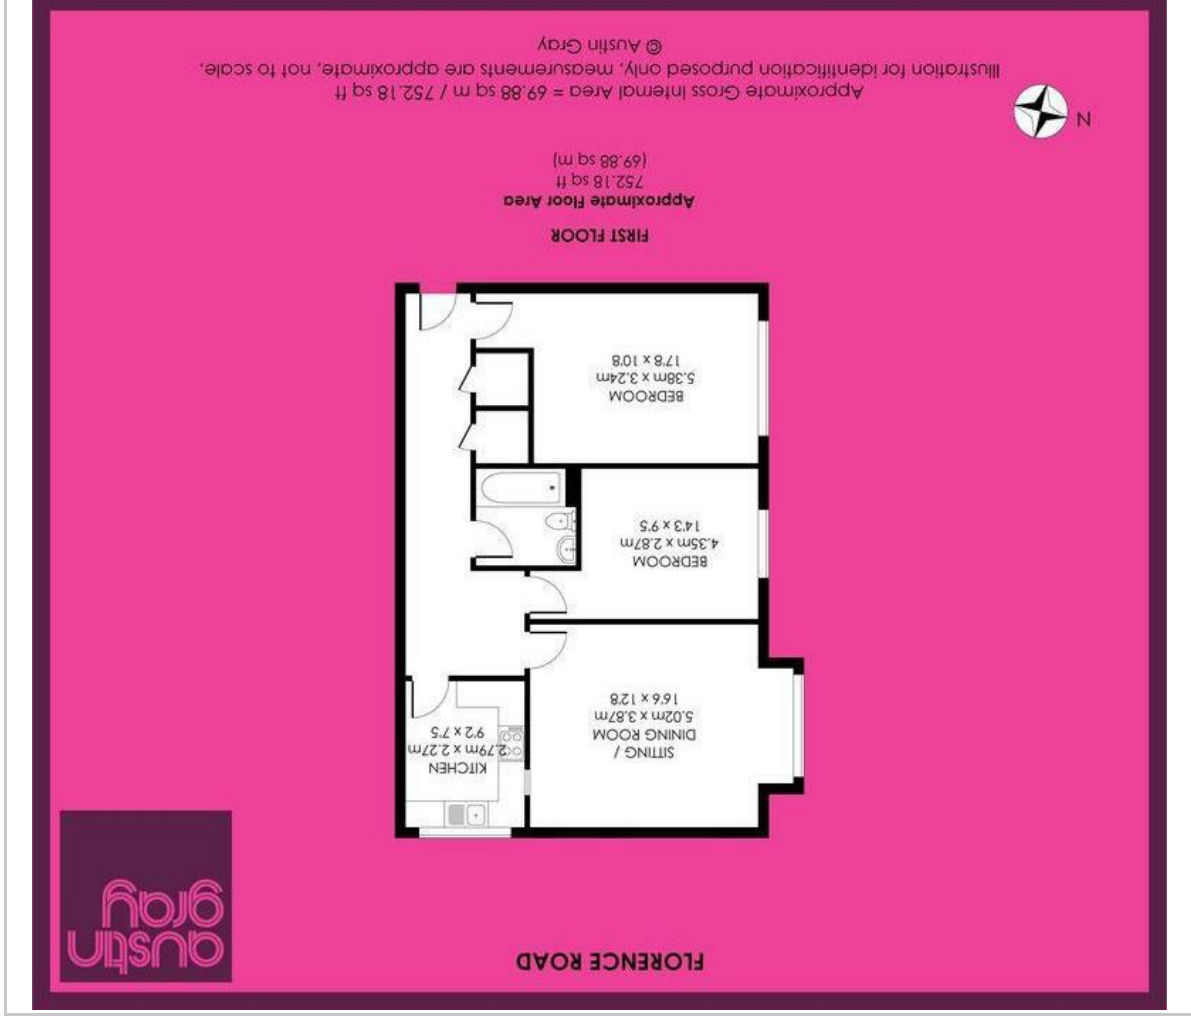 FLORENCE ROAD
austin
gray
SITTING /
DINING ROOM
5.02m x 3.87m
16'6 x 12'8
KITCHEN
2.79m x 2.27m
9'2 x 7'5
BEDROOM
4.35m x 2.87m
14'3 x 9'5
BEDROOM
5.38m x 3.24m
17'8 x 10'8
FIRST FLOOR
Approximate Floor Area
752.18 sq ft
(69.88 sq m)
N
Approximate Gross Internal Area = 69.88 sq m / 752.18 sq ft
Illustration for identification purposed only, measurements are approximate, not to scale.
© Austin Gray